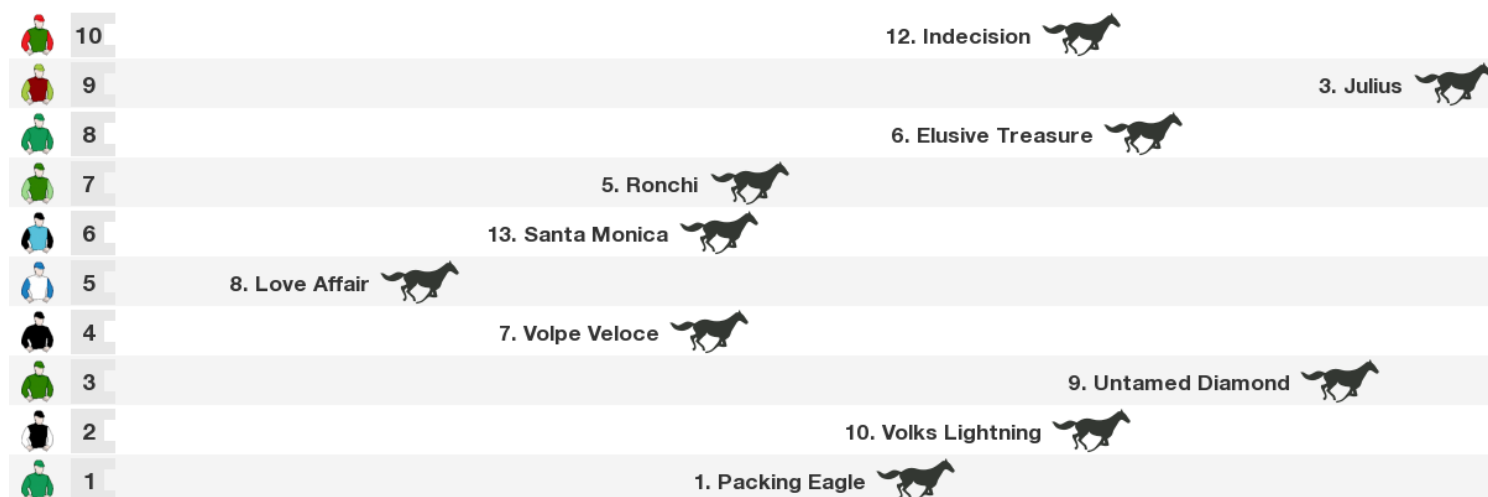 10 12. Indecision
9 3. Julius
8 6. Elusive Treasure
7 5. Ronchi
6 13. Santa Monica
5 8. Love Affair
4 7. Volpe Veloce
3 9. Untamed Diamond
2 10. Volks Lightning
1 1. Packing Eagle